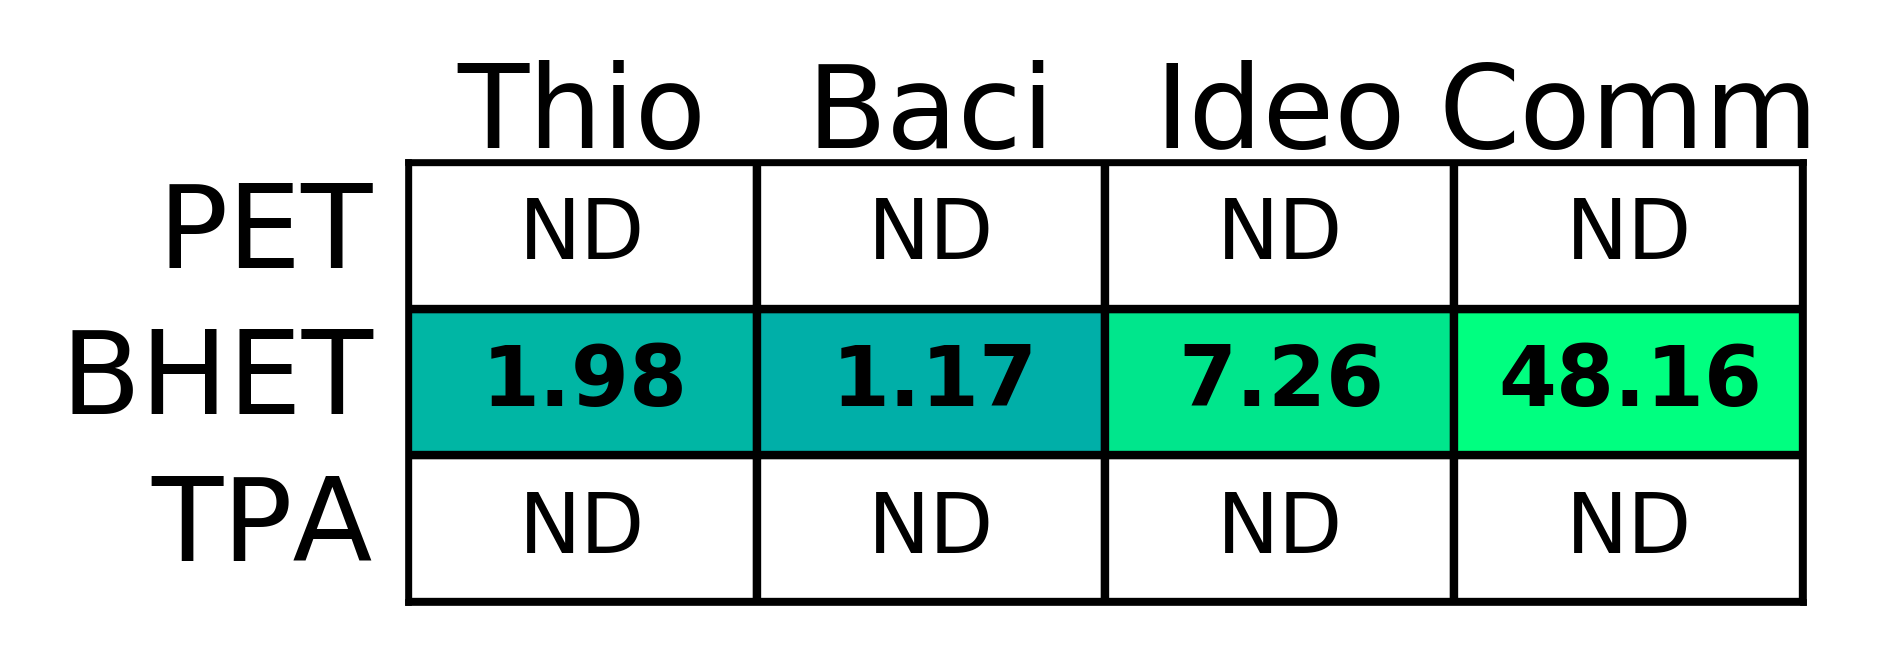 Thio Baci Ideo Comm
PET ND ND ND ND
BHET 1.98 1.17 7.26 48.16
TPA ND ND ND ND